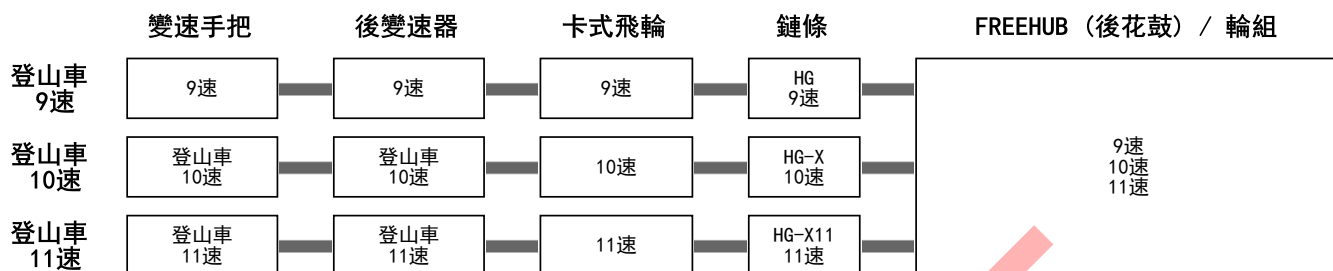 變速手把 後變速器 卡式飛輪 鏈條 FREEHUB (後花鼓) / 輪組
登山車
9速
9速
9速
9速
HG
9速
登山車
10速
登山車
10速
登山車
10速
10速
HG-X
10速
9速
10速
11速
登山車
11速
登山車
11速
登山車
11速
11速
HG-X11
11速